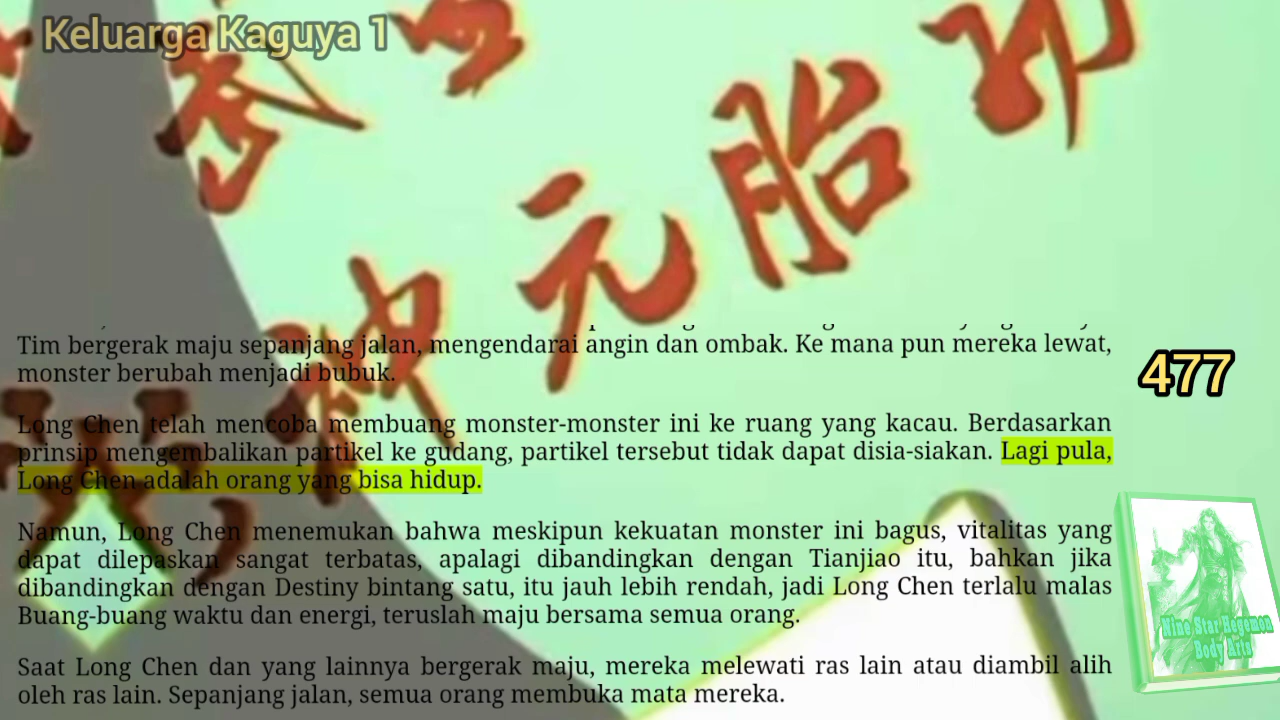 Keluarga Kaguya 1
元胎功
神
Tim bergerak maju sepanjang jalan, mengendarai angin dan ombak. Ke mana pun mereka lewat,
monster berubah menjadi bubuk.
477
Long Chen telah mencoba membuang monster-monster ini ke ruang yang kacau. Berdasarkan
prinsip mengembalikan partikel ke gudang, partikel tersebut tidak dapat disia-siakan. Lagi pula,
Long Chen adalah orang yang bisa hidup.
Namun, Long Chen menemukan bahwa meskipun kekuatan monster ini bagus, vitalitas yang
dapat dilepaskan sangat terbatas, apalagi dibandingkan dengan Tianjiao itu, bahkan jika
dibandingkan dengan Destiny bintang satu, itu jauh lebih rendah, jadi Long Chen terlalu malas
Buang-buang waktu dan energi, teruslah maju bersama semua orang.
Nine Star Hegemon
Body Arts
Saat Long Chen dan yang lainnya bergerak maju, mereka melewati ras lain atau diambil alih
oleh ras lain. Sepanjang jalan, semua orang membuka mata mereka.